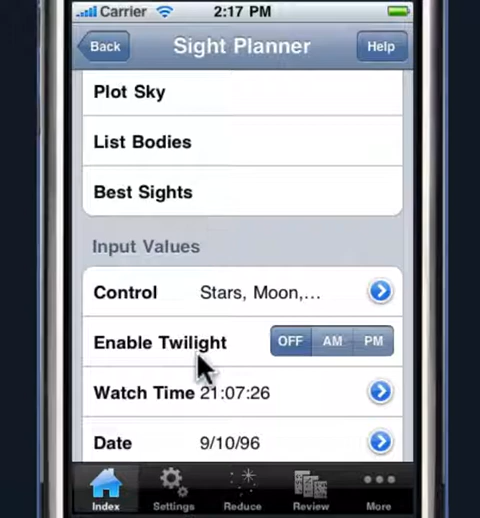 Carrier 2:17 PM
Back Sight Planner Help
Plot Sky
List Bodies
Best Sights
Input Values
Control Stars, Moon,...
Enable Twilight OFF AM PM
Watch Time 21:07:26
Date 9/10/96
Index Settings Reduce Review More